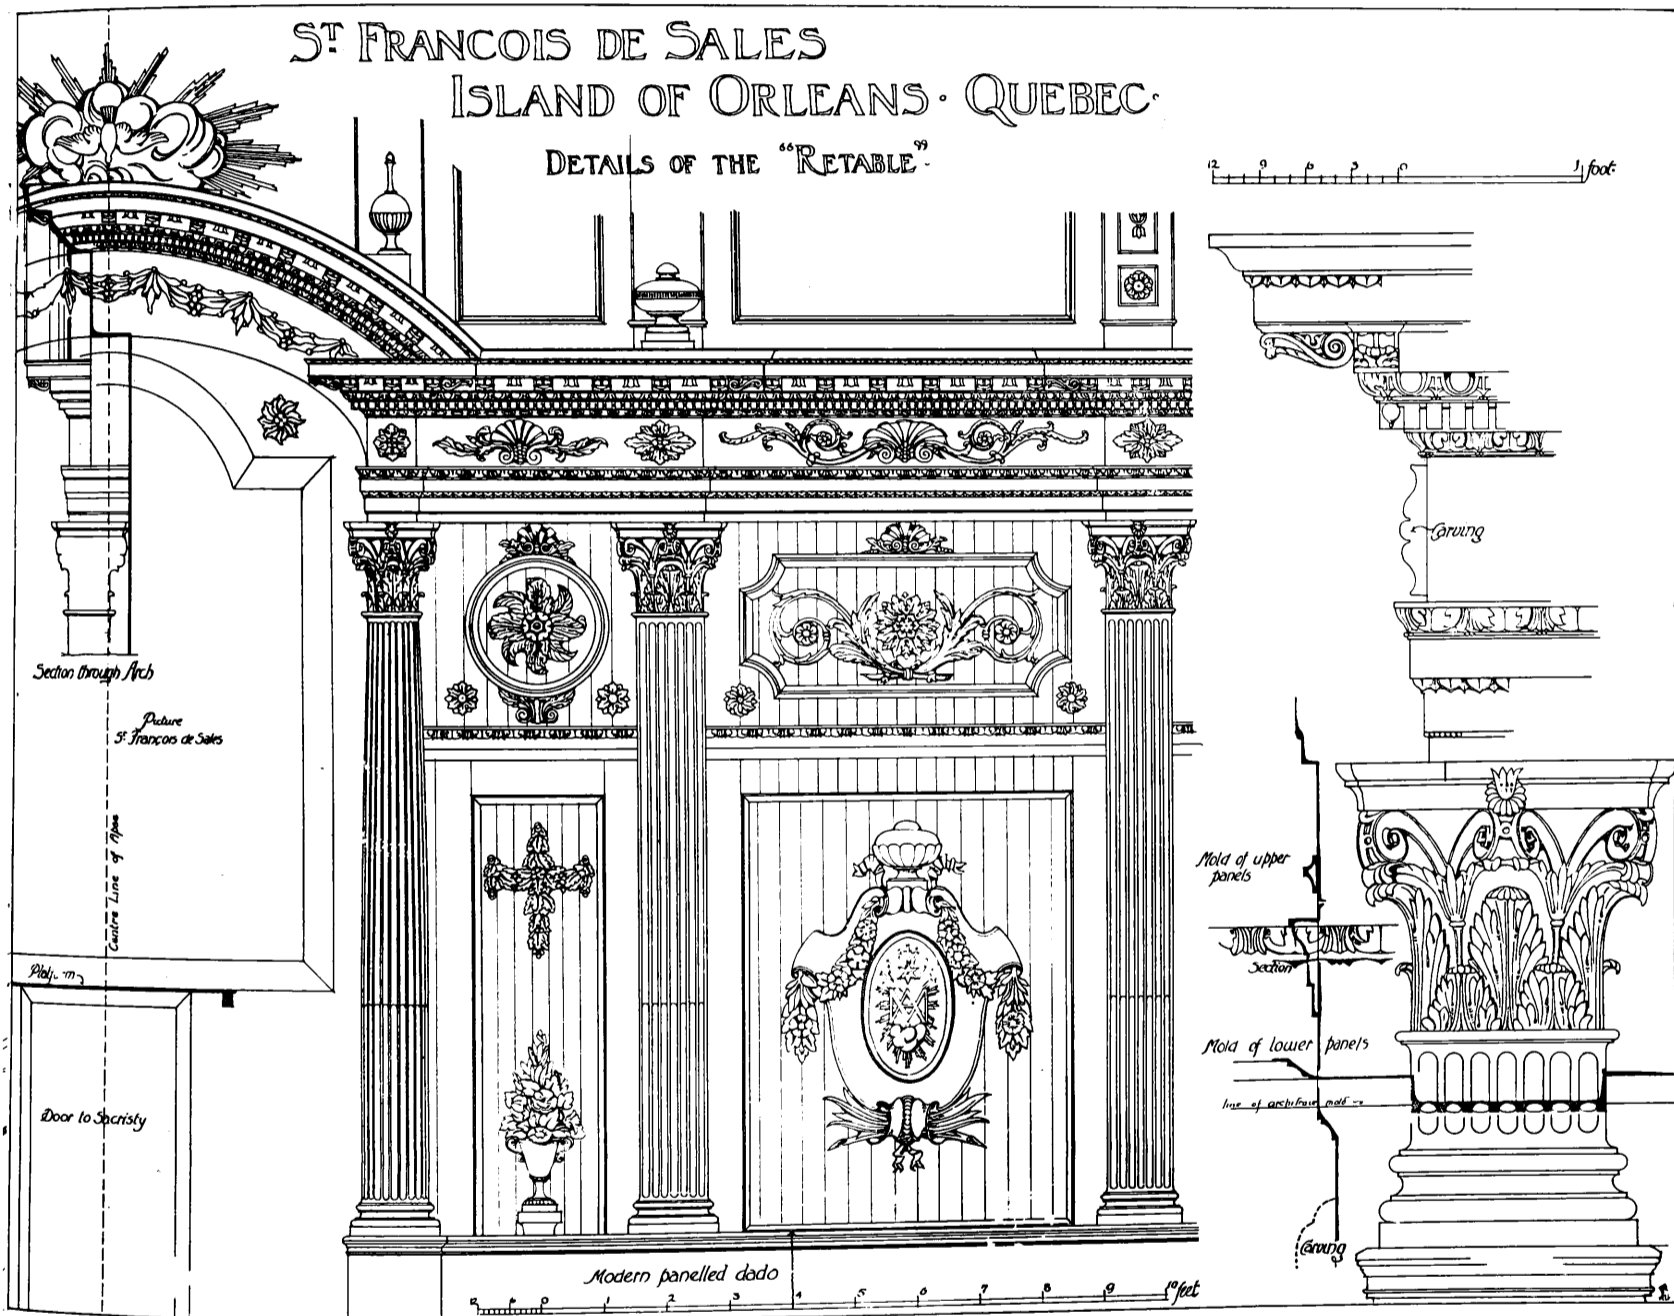 ST FRANCOIS DE SALES
ISLAND OF ORLEANS · QUEBEC ·
DETAILS OF THE "RETABLE" -
12 9 6 3 0 1 foot
Carving
Section through Arch
Picture
St François de Sales
Centre Line of Apse
Mold of upper
panels
Section
Mold of lower panels
line of architrave mold
Door to Sacristy
Carving
Modern panelled dado
12 6 0 1 2 3 4 5 6 7 8 9 10 feet